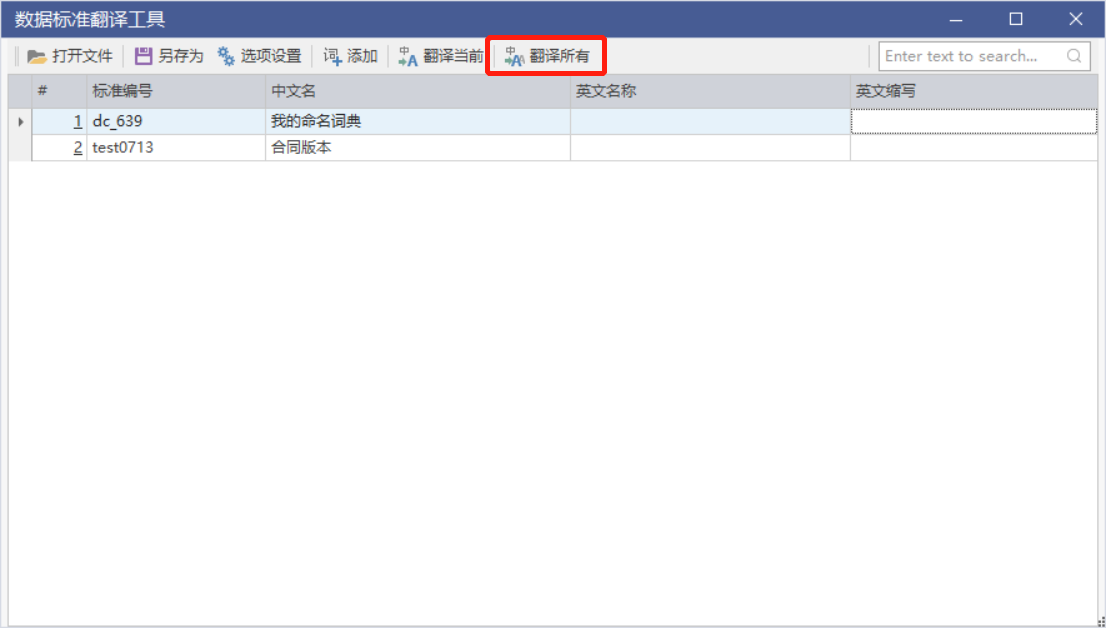 数据标准翻译工具
打开文件 另存为 选项设置 词 添加 中 A 翻译当前 中 A 翻译所有 Enter text to search...
# 标准编号 中文名 英文名称 英文缩写
1 dc_639 我的命名词典
2 test0713 合同版本